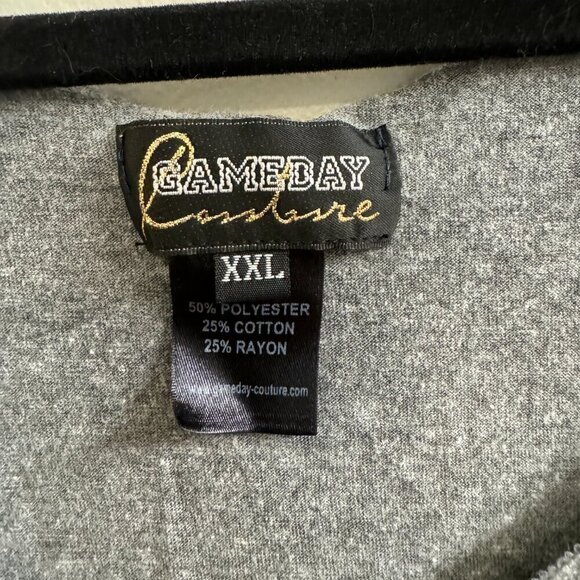 GAMEDAY
Couture
XXL
50% POLYESTER
25% COTTON
25% RAYON
www.gameday-couture.com